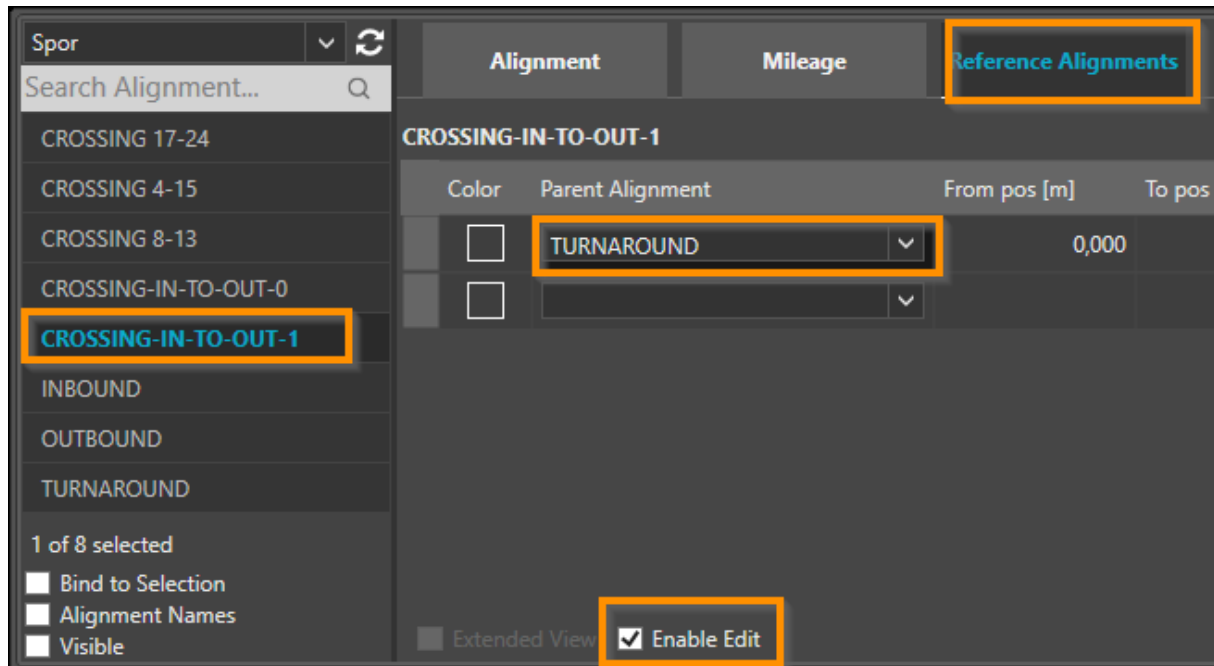 Spor
Search Alignment...
CROSSING 17-24
CROSSING 4-15
CROSSING 8-13
CROSSING-IN-TO-OUT-0
CROSSING-IN-TO-OUT-1
INBOUND
OUTBOUND
TURNAROUND
1 of 8 selected
Bind to Selection
Alignment Names
Visible
Alignment Mileage Reference Alignments
CROSSING-IN-TO-OUT-1
Color Parent Alignment From pos [m] To pos
TURNAROUND 0,000
Extended View Enable Edit